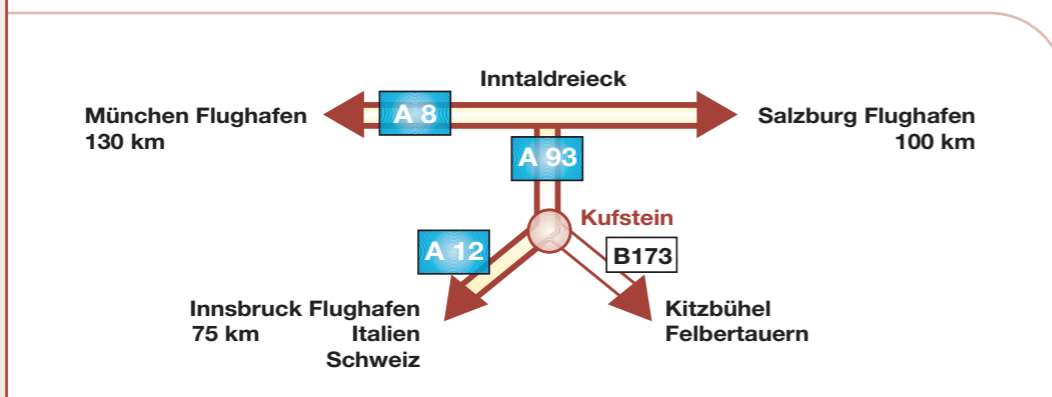 Inntaldreieck
München Flughafen
130 km
A 8
Salzburg Flughafen
100 km
A 93
Kufstein
A 12
B173
Innsbruck Flughafen
75 km Italien
Schweiz
Kitzbühel
Felbertauern